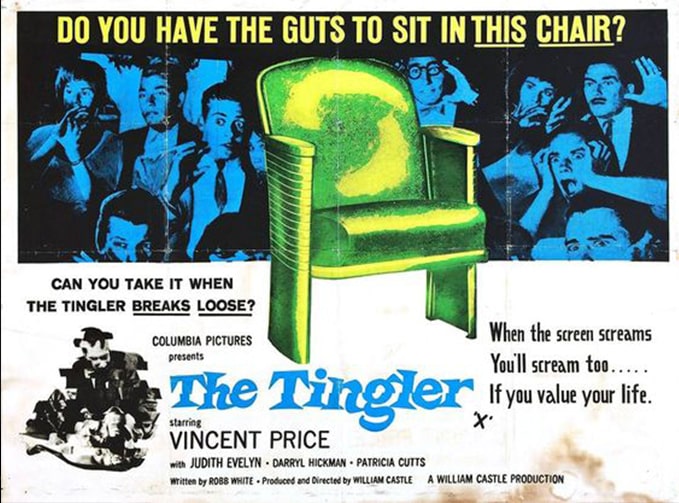 DO YOU HAVE THE GUTS TO SIT IN THIS CHAIR?
CAN YOU TAKE IT WHEN
THE TINGLER BREAKS LOOSE?
COLUMBIA PICTURES
presents
The Tingler
X.
starring
VINCENT PRICE
with JUDITH EVELYN • DARRYL HICKMAN • PATRICIA CUTTS
Written by ROBB WHITE • Produced and Directed by WILLIAM CASTLE A WILLIAM CASTLE PRODUCTION
When the screen screams
You'll scream too.....
If you value your life.